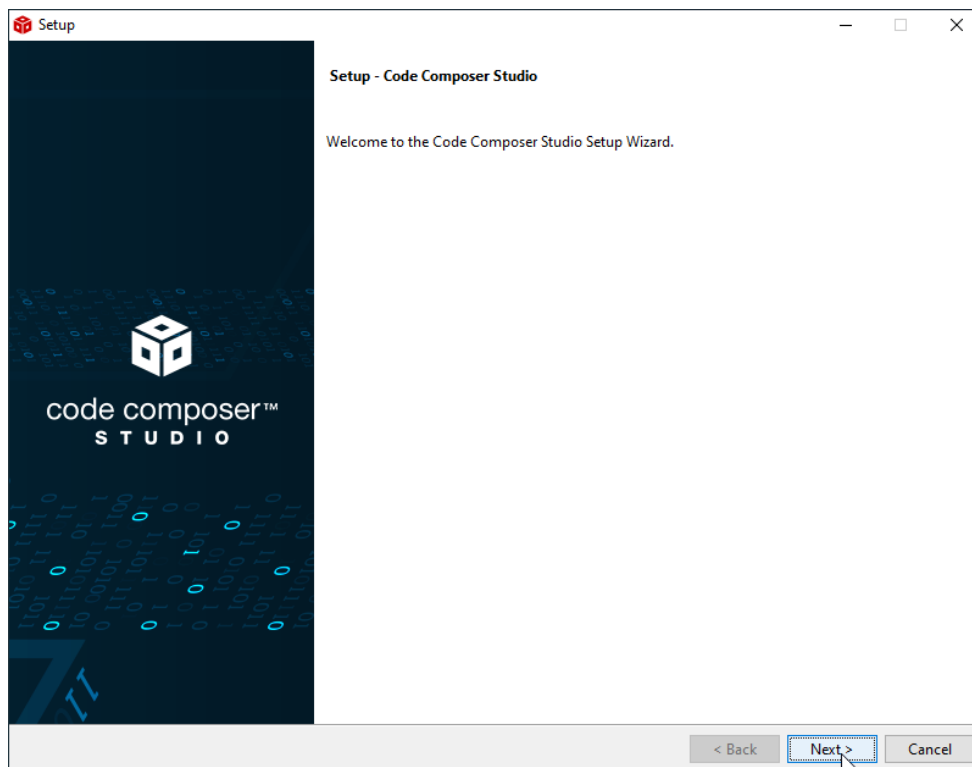 Setup
Setup - Code Composer Studio
Welcome to the Code Composer Studio Setup Wizard.
code composer™
STUDIO
< Back
Next >
Cancel